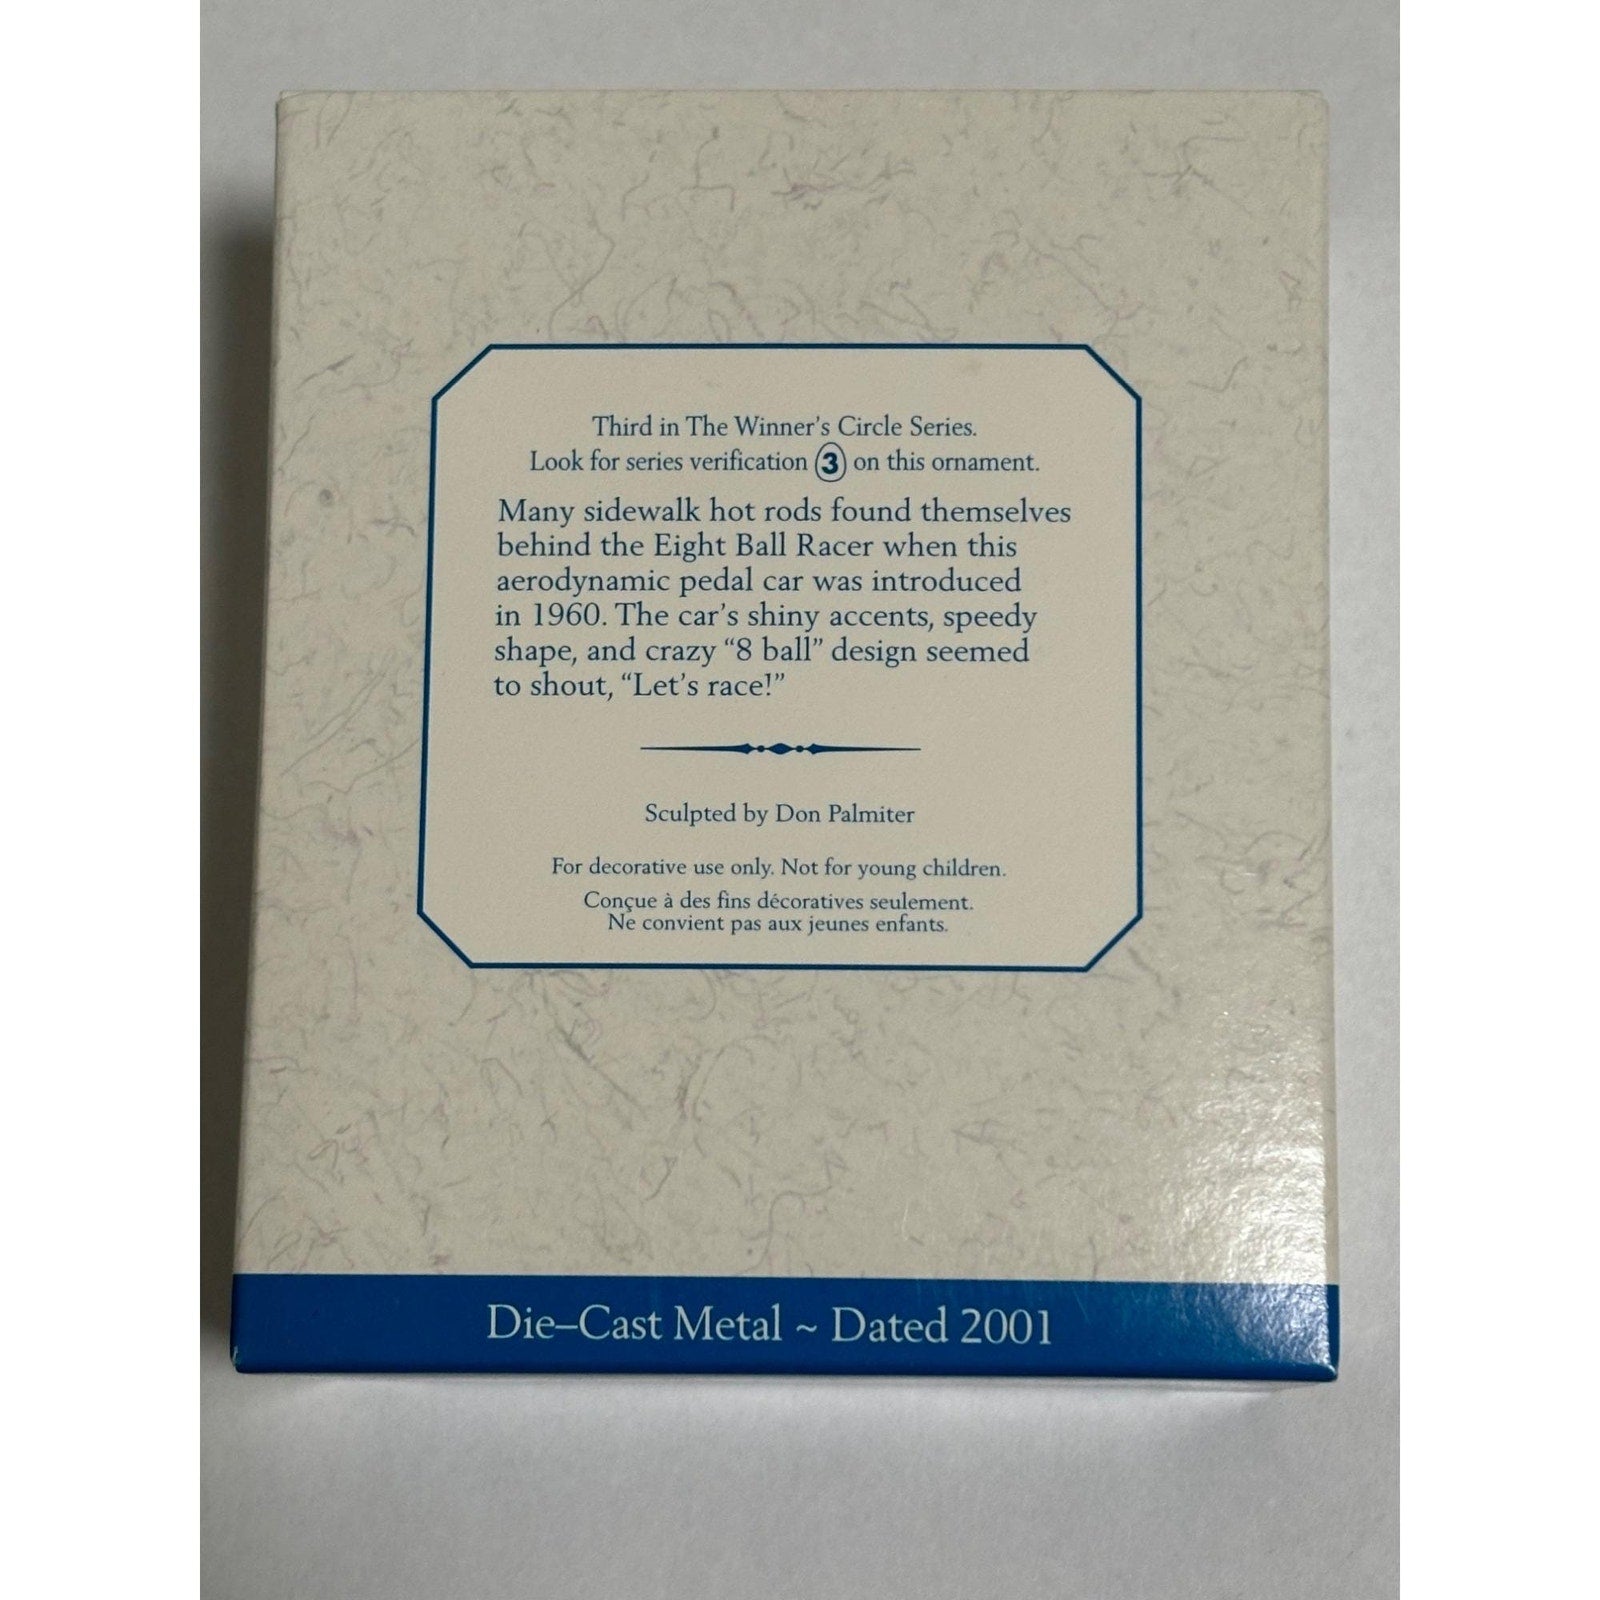 Third in The Winner's Circle Series.
Look for series verification 3 on this ornament.
Many sidewalk hot rods found themselves
behind the Eight Ball Racer when this
aerodynamic pedal car was introduced
in 1960. The car's shiny accents, speedy
shape, and crazy “8 ball” design seemed
to shout, “Let's race!”
Sculpted by Don Palmiter
For decorative use only. Not for young children.
Conçue à des fins décoratives seulement.
Ne convient pas aux jeunes enfants.
Die–Cast Metal ~ Dated 2001